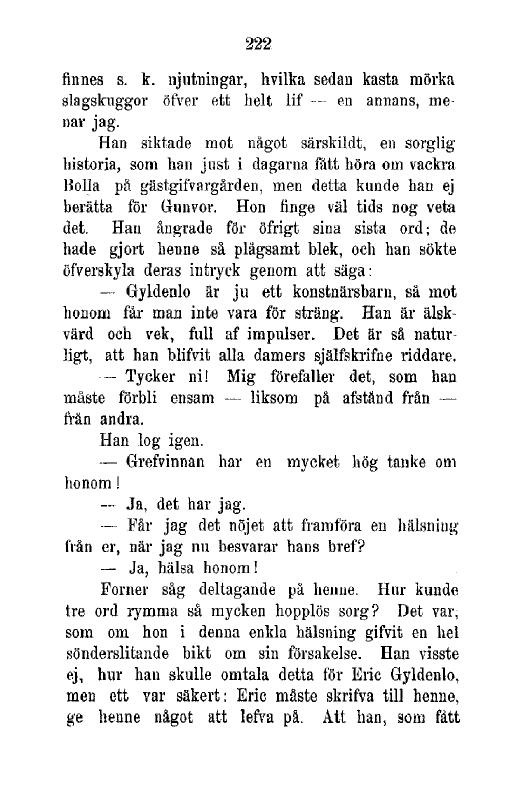 222
finnes s. k. njutningar, hvilka sedan kasta mörka
slagskuggor öfver ett helt lif — en annans, me-
nar jag.
Han siktade mot något särskildt, en sorglig
historia, som han just i dagarna fått höra om vackra
Bolla på gästgifvargården, men detta kunde han ej
berätta för Gunvor. Hon finge väl tids nog veta
det. Han ångrade för öfrigt sina sista ord; de
hade gjort henne så plågsamt blek, och han sökte
öfverskyla deras intryck genom att säga:
— Gyldenlo är ju ett konstnärsbarn, så mot
honom får man inte vara för sträng. Han är älsk-
värd och vek, full af impulser. Det är så natur-
ligt, att han blifvit alla damers själfskrifne riddare.
— Tycker ni! Mig förefaller det, som han
måste förbli ensam — liksom på afstånd från —
från andra.
Han log igen.
— Grefvinnan har en mycket hög tanke om
honom!
— Ja, det har jag.
— Får jag det nöjet att framföra en hälsning
från er, när jag nu besvarar hans bref?
— Ja, hälsa honom!
Forner såg deltagande på henne. Hur kunde
tre ord rymma så mycken hopplös sorg? Det var,
som om hon i denna enkla hälsning gifvit en hel
sönderslitande bikt om sin försakelse. Han visste
ej, hur han skulle omtala detta för Eric Gyldenlo,
men ett var säkert: Eric måste skrifva till henne,
ge henne något att lefva på. Att han, som fått